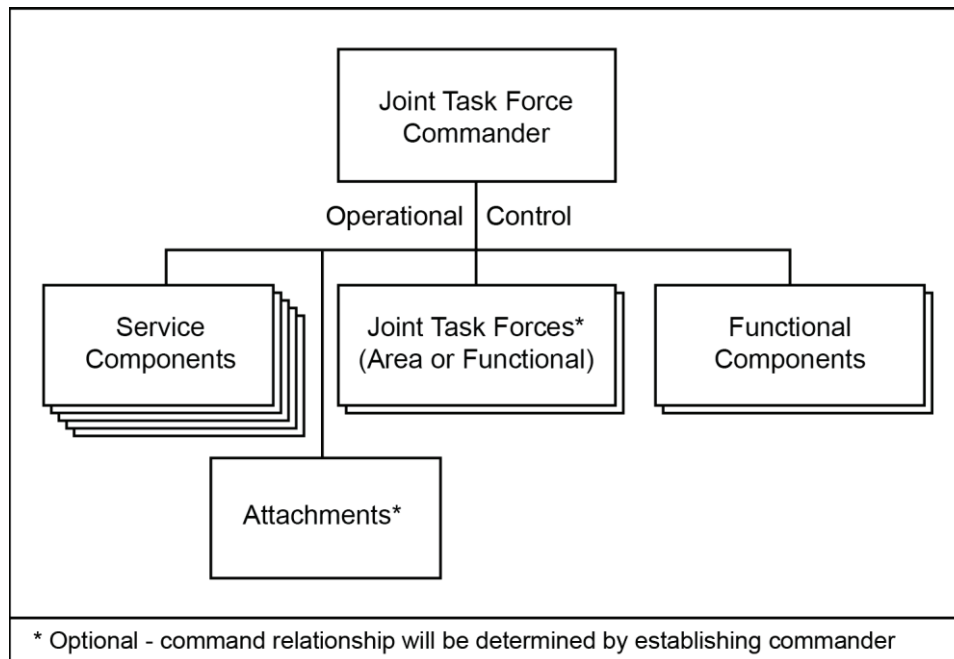 Joint Task Force
Commander
Operational Control
Service
Components
Joint Task Forces*
(Area or Functional)
Functional
Components
Attachments*
* Optional - command relationship will be determined by establishing commander